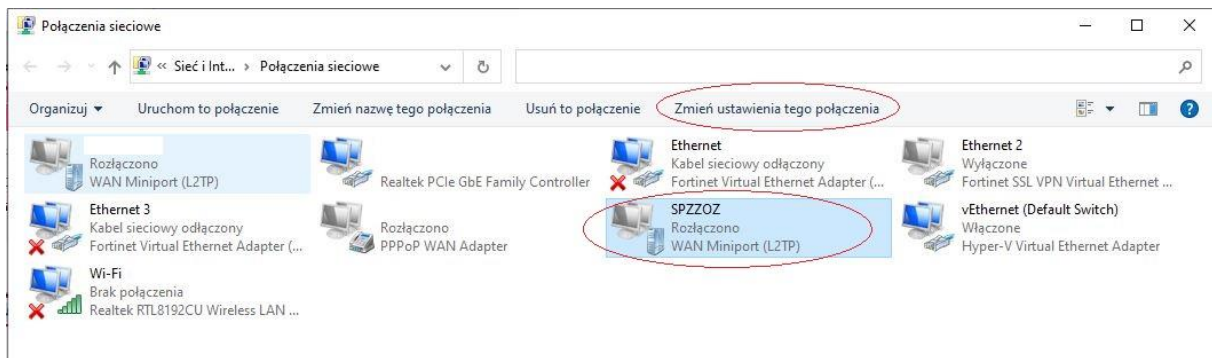 Połączenia sieciowe
« Sieć i Int... › Połączenia sieciowe
Organizuj Uruchom to połączenie Zmień nazwę tego połączenia Usuń to połączenie Zmień ustawienia tego połączenia
Rozłączono
WAN Miniport (L2TP)
Realtek PCIe GbE Family Controller
Ethernet
Kabel sieciowy odłączony
Fortinet Virtual Ethernet Adapter (...
Ethernet 2
Wyłączone
Fortinet SSL VPN Virtual Ethernet ...
Ethernet 3
Kabel sieciowy odłączony
Fortinet Virtual Ethernet Adapter (...
Rozłączono
PPPoP WAN Adapter
SPZZOZ
Rozłączono
WAN Miniport (L2TP)
vEthernet (Default Switch)
Włączone
Hyper-V Virtual Ethernet Adapter
Wi-Fi
Brak połączenia
Realtek RTL8192CU Wireless LAN ...